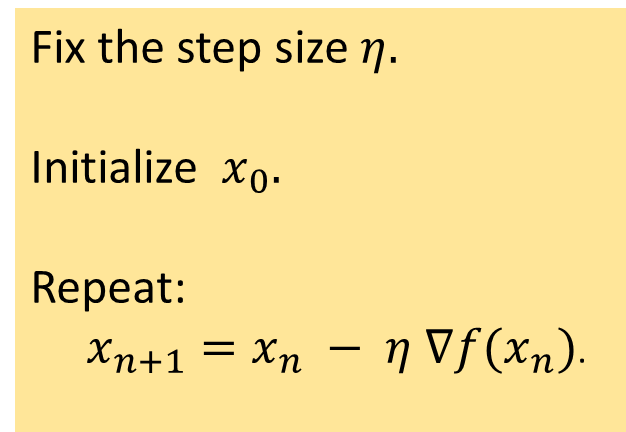 Fix the step size η.
Initialize x₀.
Repeat:
xₙ₊₁ = xₙ − η ∇f(xₙ).